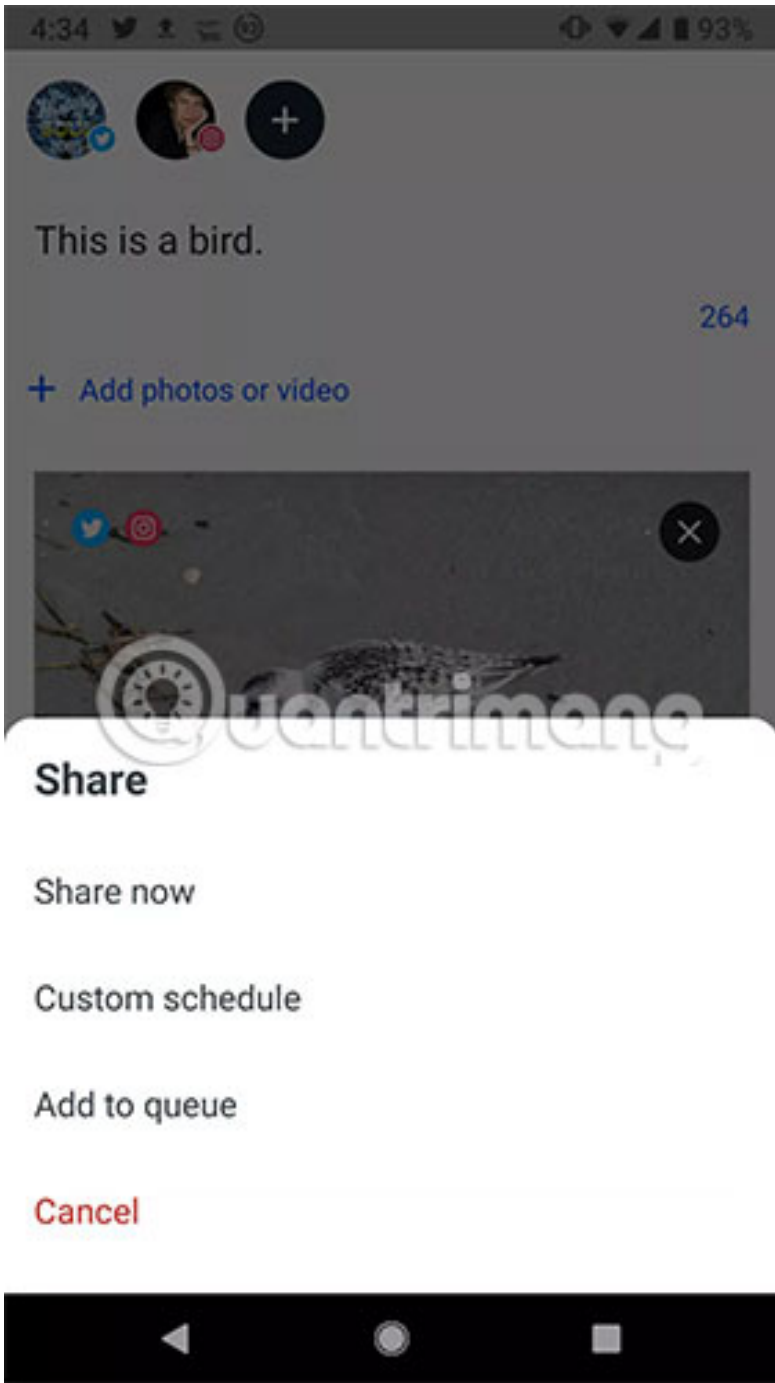 4:34
93%
+
This is a bird.
264
+ Add photos or video
Quantrimang
Share
Share now
Custom schedule
Add to queue
Cancel